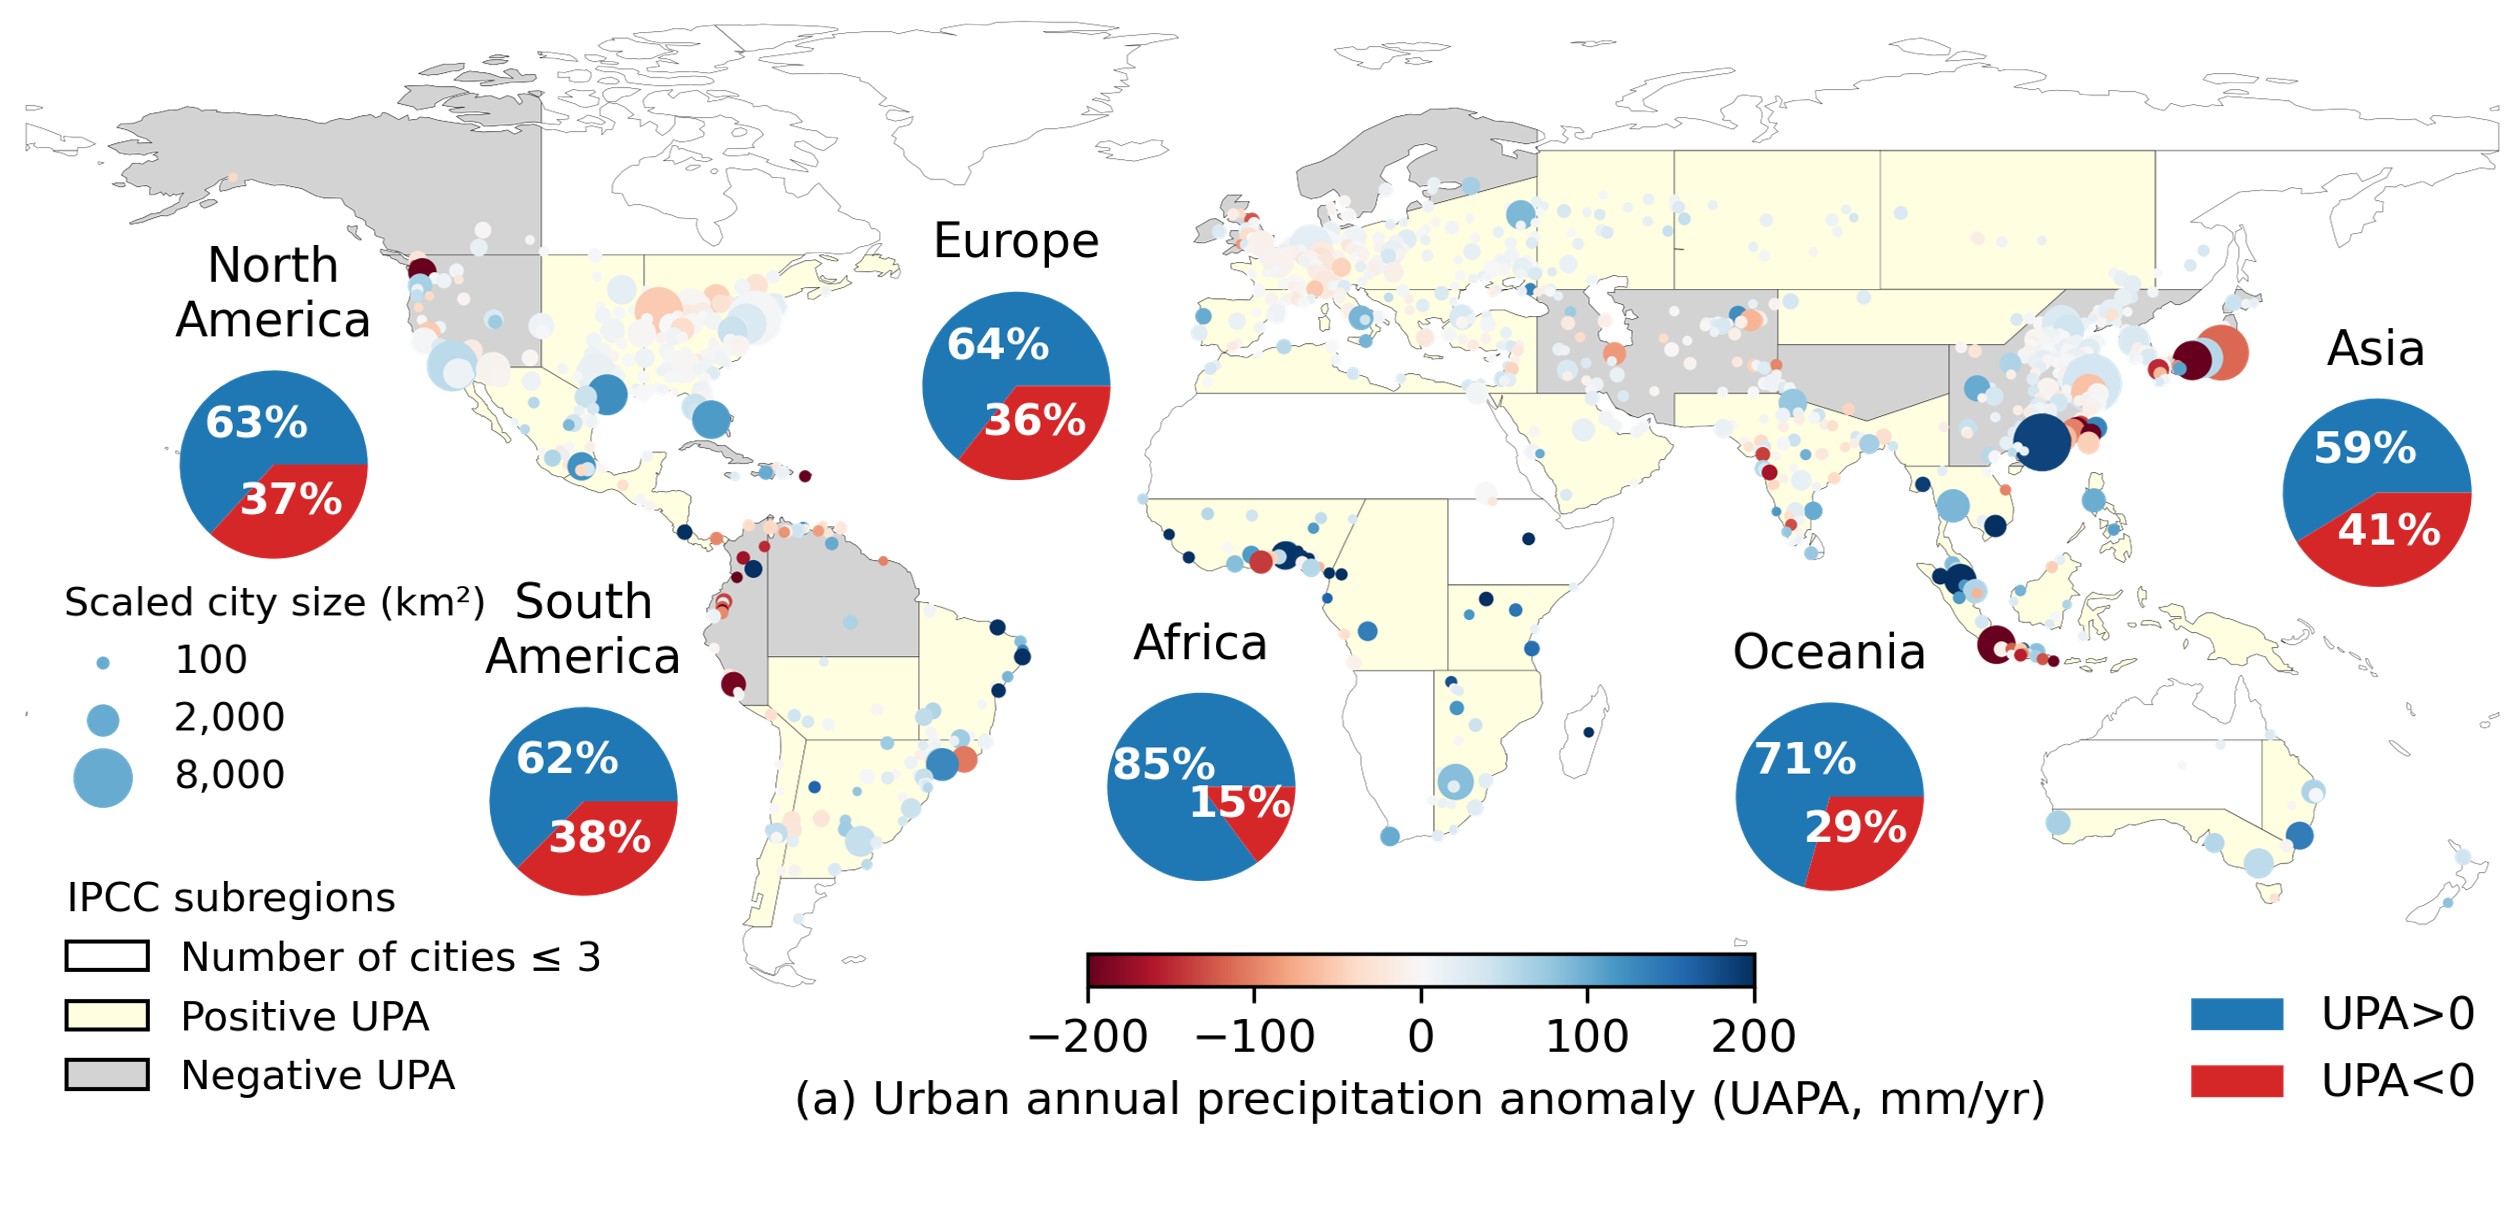 North
America
63%
37%
Europe
64%
36%
Asia
59%
41%
South
America
62%
38%
Africa
85%
15%
Oceania
71%
29%
Scaled city size (km²)
100
2,000
8,000
IPCC subregions
Number of cities ≤ 3
Positive UPA
Negative UPA
−200 −100 0 100 200
(a) Urban annual precipitation anomaly (UAPA, mm/yr)
UPA>0
UPA<0